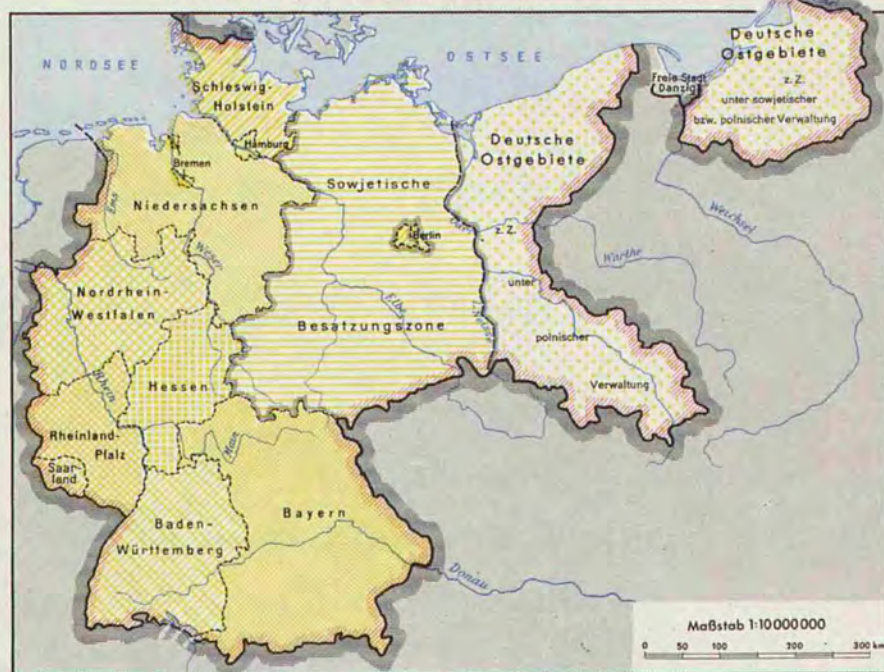 NORDSEE
OSTSEE
Deutsche
Ostgebiete
z. Z.
unter sowjetischer
bzw. polnischer Verwaltung
Freie Stadt
Danzig
Schleswig-
Holstein
Hamburg
Bremen
Niedersachsen
Ems
Weser
Sowjetische
Besatzungszone
Berlin
Elbe
Oder
Neisse
Deutsche
Ostgebiete
z. Z.
unter
polnischer
Verwaltung
Weichsel
Warthe
Nordrhein-
Westfalen
Rhein
Hessen
Rheinland-
Pfalz
Saar-
land
Main
Baden-
Württemberg
Bayern
Donau
Maßstab 1:10000000
0 50 100 200 300 km